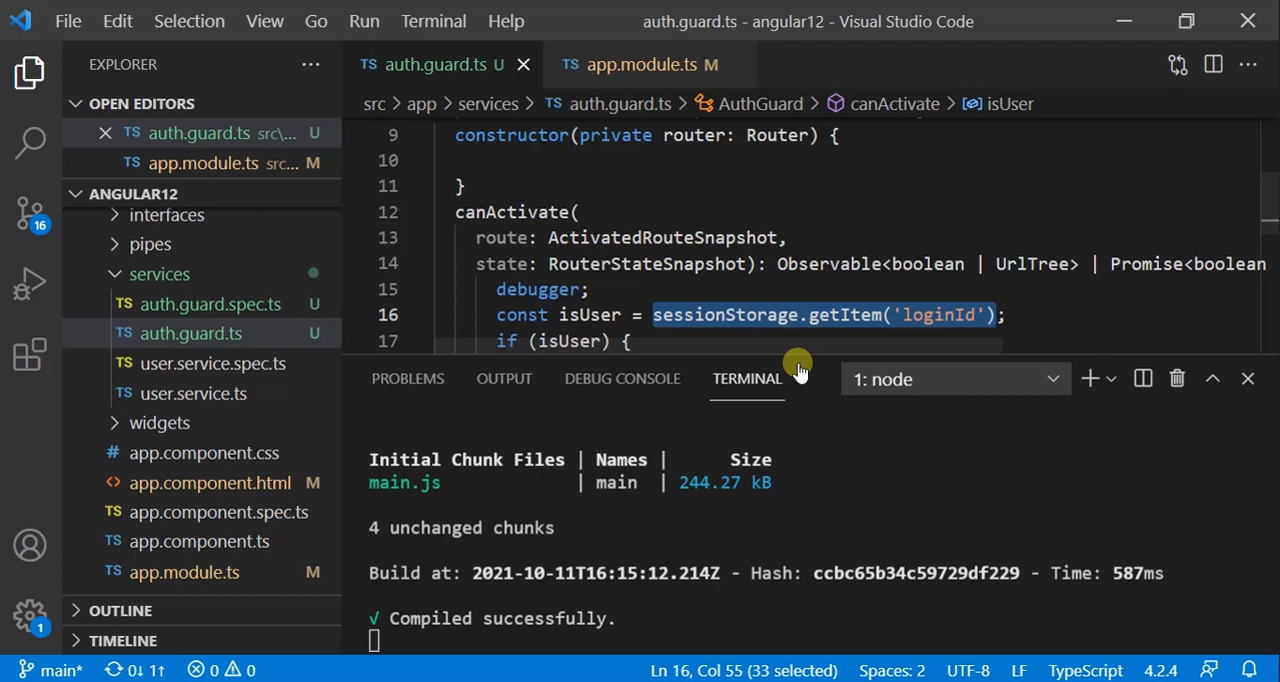 File Edit Selection View Go Run Terminal Help auth.guard.ts - angular12 - Visual Studio Code
EXPLORER ...
OPEN EDITORS
TS auth.guard.ts src\... U
TS app.module.ts src... M
ANGULAR12
interfaces
pipes
services
TS auth.guard.spec.ts U
TS auth.guard.ts U
TS user.service.spec.ts
TS user.service.ts
widgets
# app.component.css
<> app.component.html M
TS app.component.spec.ts
TS app.component.ts
TS app.module.ts M
OUTLINE
TIMELINE
16
1
TS auth.guard.ts U TS app.module.ts M
src > app > services > TS auth.guard.ts > AuthGuard > canActivate > isUser
9 constructor(private router: Router) {
10
11 }
12 canActivate(
13 route: ActivatedRouteSnapshot,
14 state: RouterStateSnapshot): Observable<boolean | UrlTree> | Promise<boolean
15 debugger;
16 const isUser = sessionStorage.getItem('loginId');
17 if (isUser) {
PROBLEMS OUTPUT DEBUG CONSOLE TERMINAL 1: node
Initial Chunk Files | Names | Size
main.js | main | 244.27 kB
4 unchanged chunks
Build at: 2021-10-11T16:15:12.214Z - Hash: ccbc65b34c59729df229 - Time: 587ms
√ Compiled successfully.
main* 0↓ 1↑ 0 0 Ln 16, Col 55 (33 selected) Spaces: 2 UTF-8 LF TypeScript 4.2.4